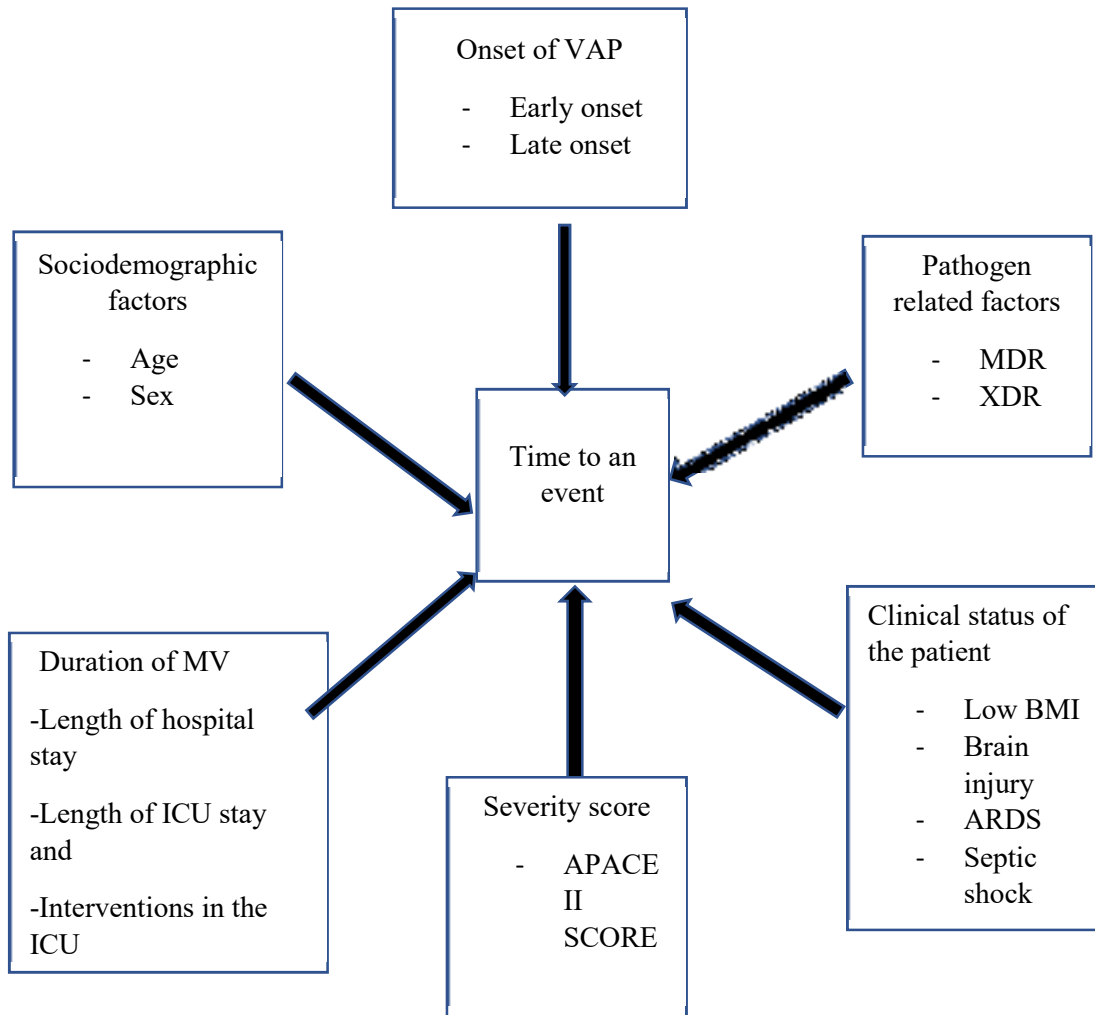 Onset of VAP
- Early onset
- Late onset
Sociodemographic
factors
- Age
- Sex
Pathogen
related factors
- MDR
- XDR
Time to an
event
Duration of MV
-Length of hospital
stay
-Length of ICU stay
and
-Interventions in the
ICU
Severity score
- APACE
II
SCORE
Clinical status of
the patient
- Low BMI
- Brain
injury
- ARDS
- Septic
shock